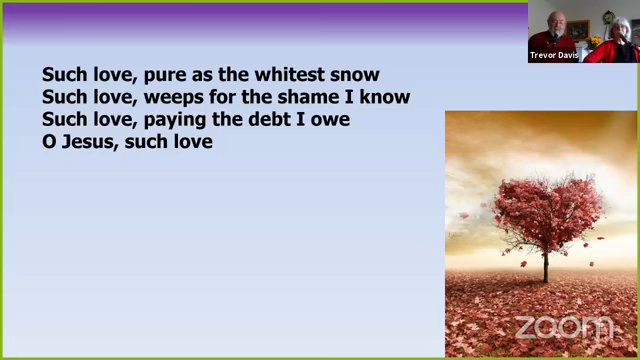 Such love, pure as the whitest snow
Such love, weeps for the shame I know
Such love, paying the debt I owe
O Jesus, such love
Trevor Davis
zoom